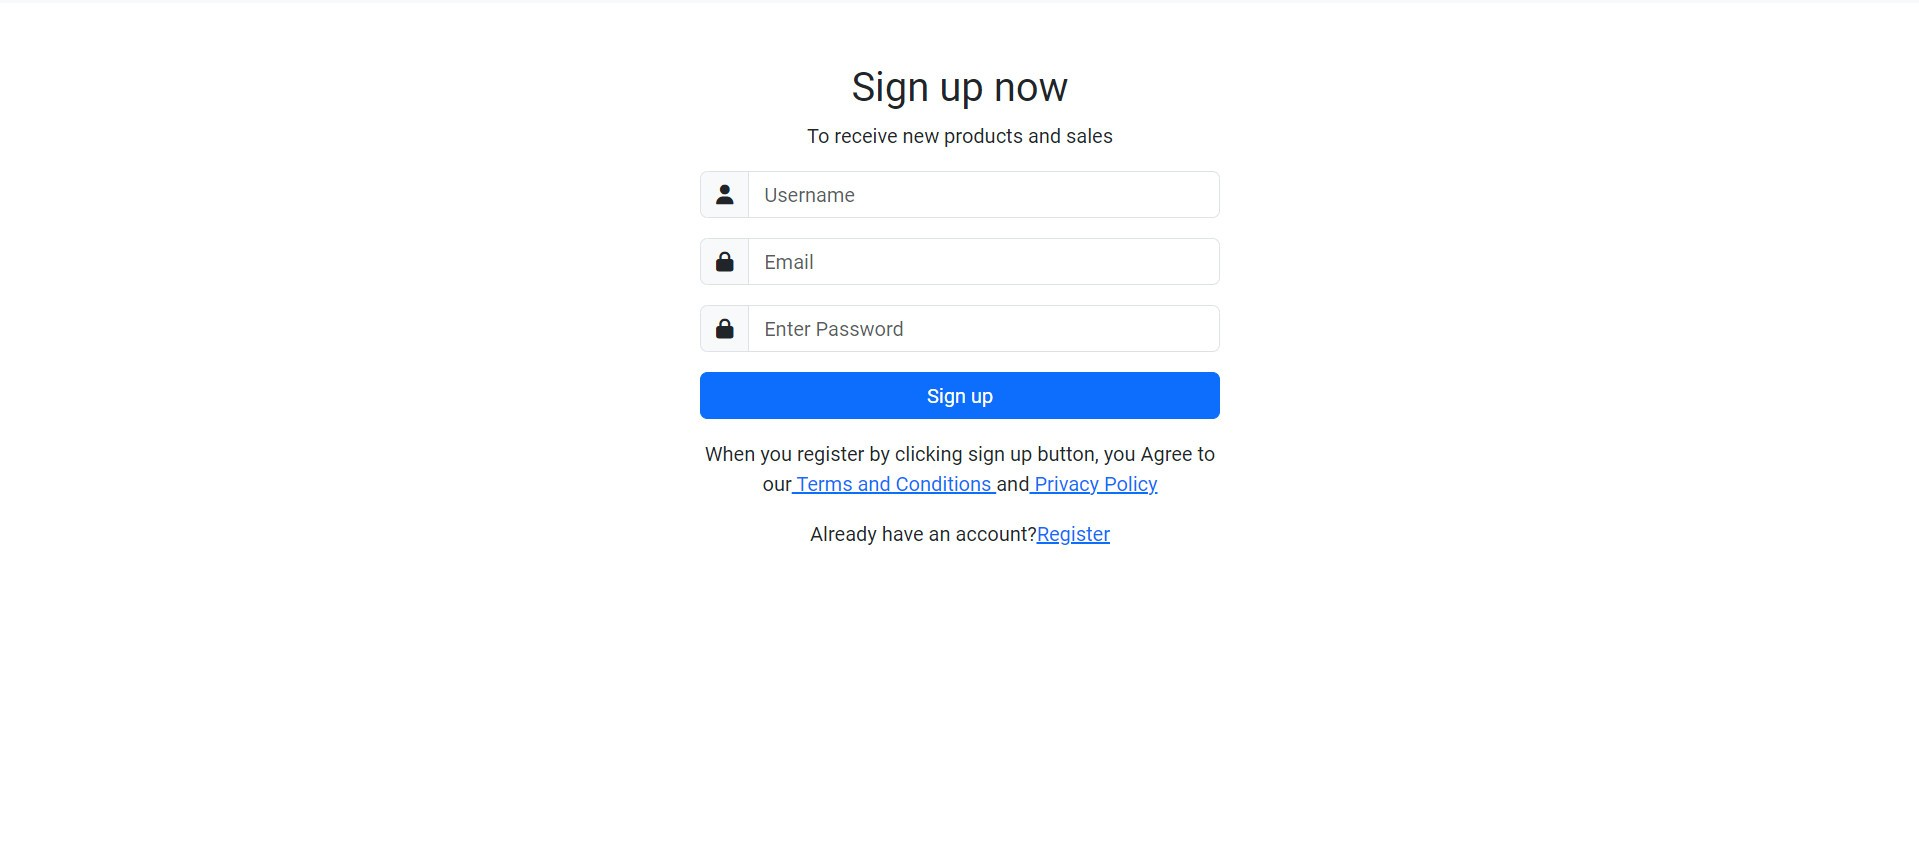 Sign up now
To receive new products and sales
Username
Email
Enter Password
Sign up
When you register by clicking sign up button, you Agree to
our Terms and Conditions and Privacy Policy
Already have an account?Register